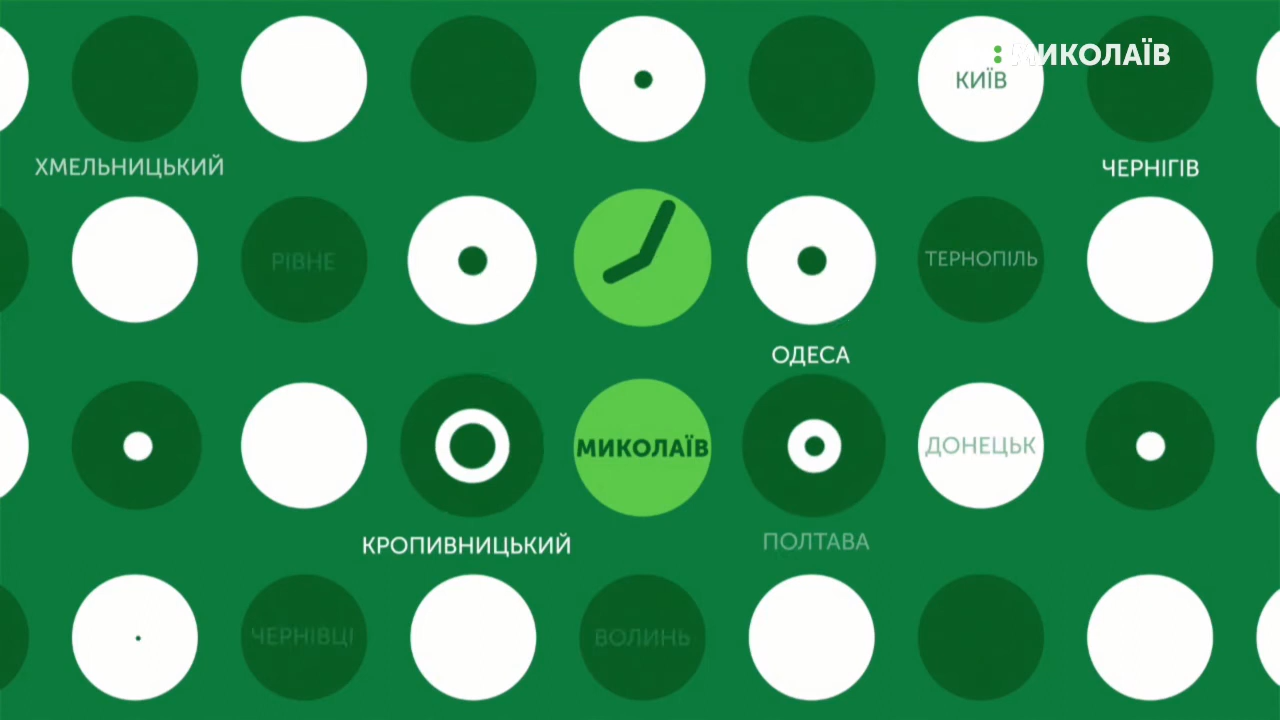 МИКОЛАЇВ
КИЇВ
ХМЕЛЬНИЦЬКИЙ
ЧЕРНІГІВ
РІВНЕ
ТЕРНОПІЛЬ
ОДЕСА
МИКОЛАЇВ
ДОНЕЦЬК
КРОПИВНИЦЬКИЙ
ПОЛТАВА
ЧЕРНІВЦІ
ВОЛИНЬ